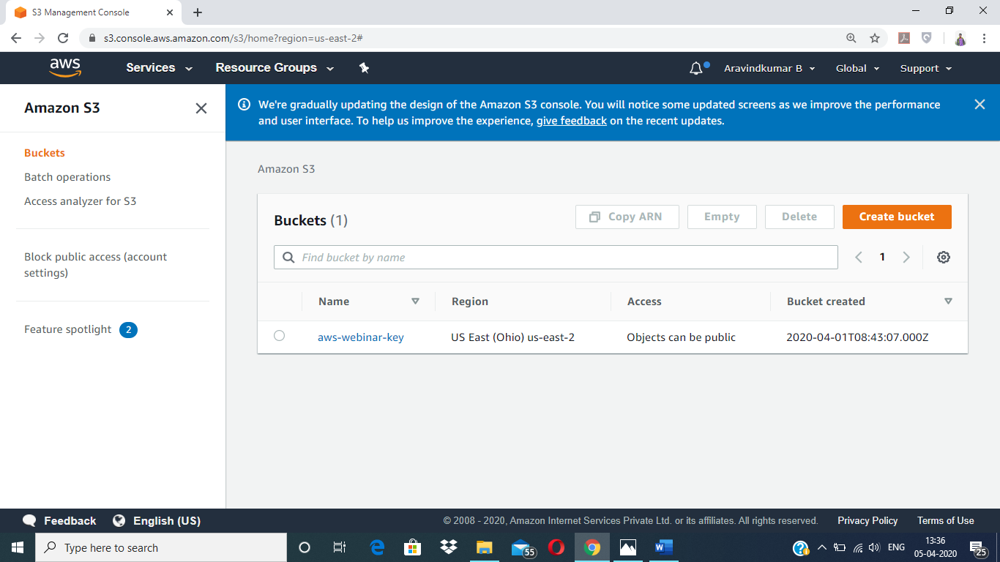 S3 Management Console
s3.console.aws.amazon.com/s3/home?region=us-east-2#
aws
Services
Resource Groups
Aravindkumar B
Global
Support
Amazon S3
Buckets
Batch operations
Access analyzer for S3
Block public access (account
settings)
Feature spotlight 2
We're gradually updating the design of the Amazon S3 console. You will notice some updated screens as we improve the performance
and user interface. To help us improve the experience, give feedback on the recent updates.
Amazon S3
Buckets (1)
Copy ARN
Empty
Delete
Create bucket
Find bucket by name
1
Name Region Access Bucket created
aws-webinar-key US East (Ohio) us-east-2 Objects can be public 2020-04-01T08:43:07.000Z
Feedback
English (US)
© 2008 - 2020, Amazon Internet Services Private Ltd. or its affiliates. All rights reserved.
Privacy Policy
Terms of Use
Type here to search
55
ENG
13:36
05-04-2020
25